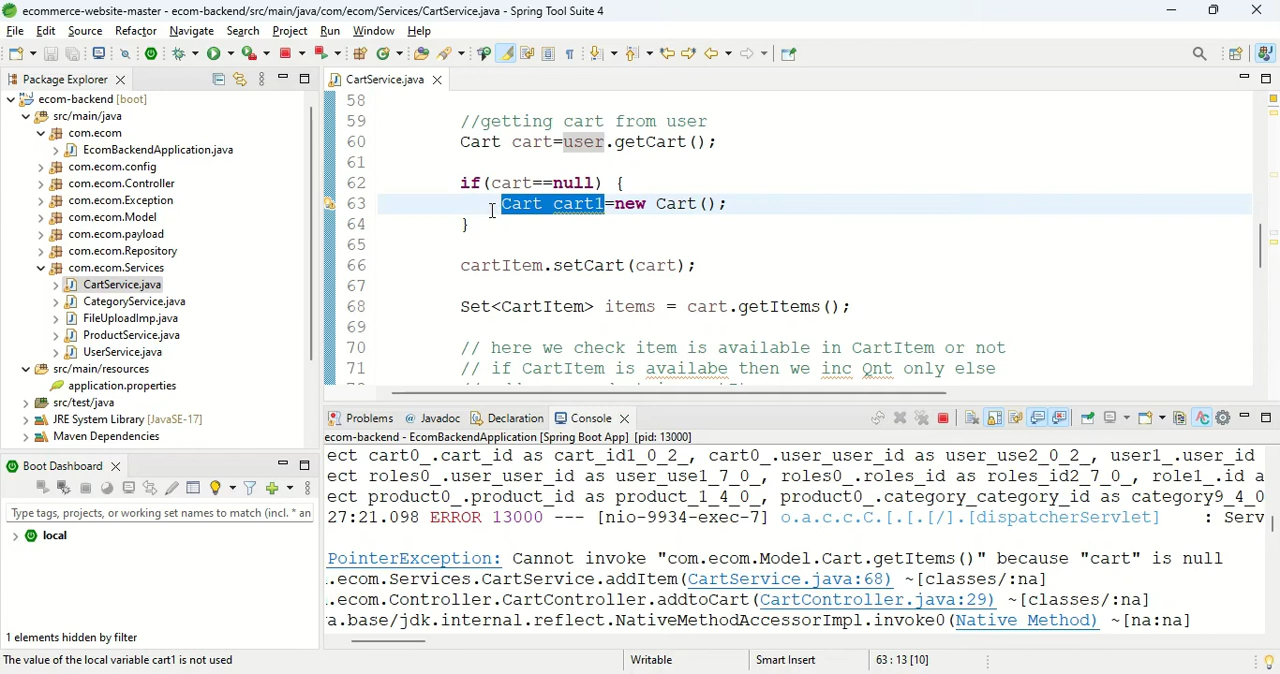 ecommerce-website-master - ecom-backend/src/main/java/com/ecom/Services/CartService.java - Spring Tool Suite 4
File Edit Source Refactor Navigate Search Project Run Window Help
Package Explorer
ecom-backend [boot]
src/main/java
com.ecom
EcomBackendApplication.java
com.ecom.config
com.ecom.Controller
com.ecom.Exception
com.ecom.Model
com.ecom.payload
com.ecom.Repository
com.ecom.Services
CartService.java
CategoryService.java
FileUploadImp.java
ProductService.java
UserService.java
src/main/resources
application.properties
src/test/java
JRE System Library [JavaSE-17]
Maven Dependencies
Boot Dashboard
Type tags, projects, or working set names to match (incl. * an
local
1 elements hidden by filter
CartService.java
58
59 //getting cart from user
60 Cart cart=user.getCart();
61
62 if(cart==null) {
63 Cart cart1=new Cart();
64 }
65
66 cartItem.setCart(cart);
67
68 Set<CartItem> items = cart.getItems();
69
70 // here we check item is available in CartItem or not
71 // if CartItem is availabe then we inc Qnt only else
Problems @ Javadoc Declaration Console
ecom-backend - EcomBackendApplication [Spring Boot App] [pid: 13000]
ect cart0_.cart_id as cart_id1_0_2_, cart0_.user_user_id as user_use2_0_2_, user1_.user_id
ect roles0_.user_user_id as user_use1_7_0_, roles0_.roles_id as roles_id2_7_0_, role1_.id a
ect product0_.product_id as product_1_4_0_, product0_.category_category_id as category9_4_0
27:21.098 ERROR 13000 --- [nio-9934-exec-7] o.a.c.c.C.[.[.[/].[dispatcherServlet] : Serv
PointerException: Cannot invoke "com.ecom.Model.Cart.getItems()" because "cart" is null
.ecom.Services.CartService.addItem(CartService.java:68) ~[classes/:na]
.ecom.Controller.CartController.addtoCart(CartController.java:29) ~[classes/:na]
a.base/jdk.internal.reflect.NativeMethodAccessorImpl.invoke0(Native Method) ~[na:na]
The value of the local variable cart1 is not used
Writable
Smart Insert
63 : 13 [10]